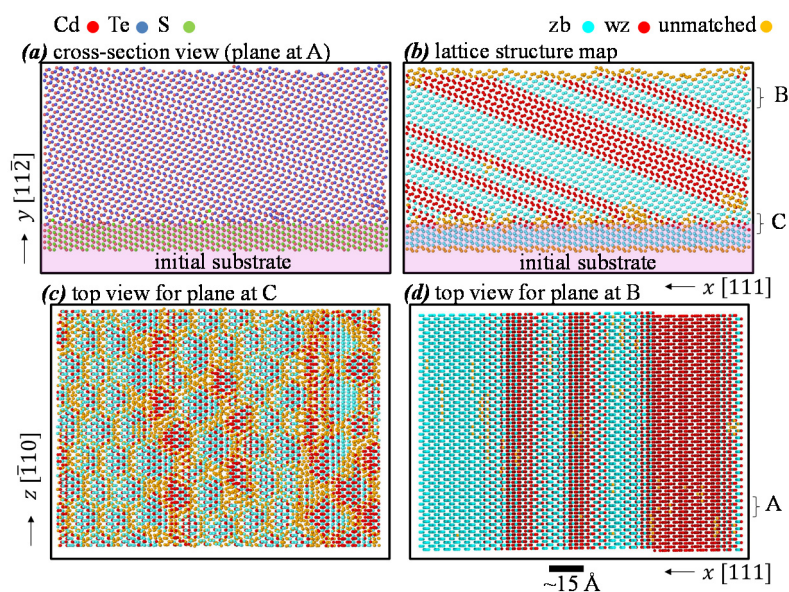 Cd Te S
zb wz unmatched
(a) cross-section view (plane at A)
(b) lattice structure map
B
y [112̄]
C
initial substrate
initial substrate
x [111]
(c) top view for plane at C
(d) top view for plane at B
z [1̄10]
A
~15 Å
x [111]